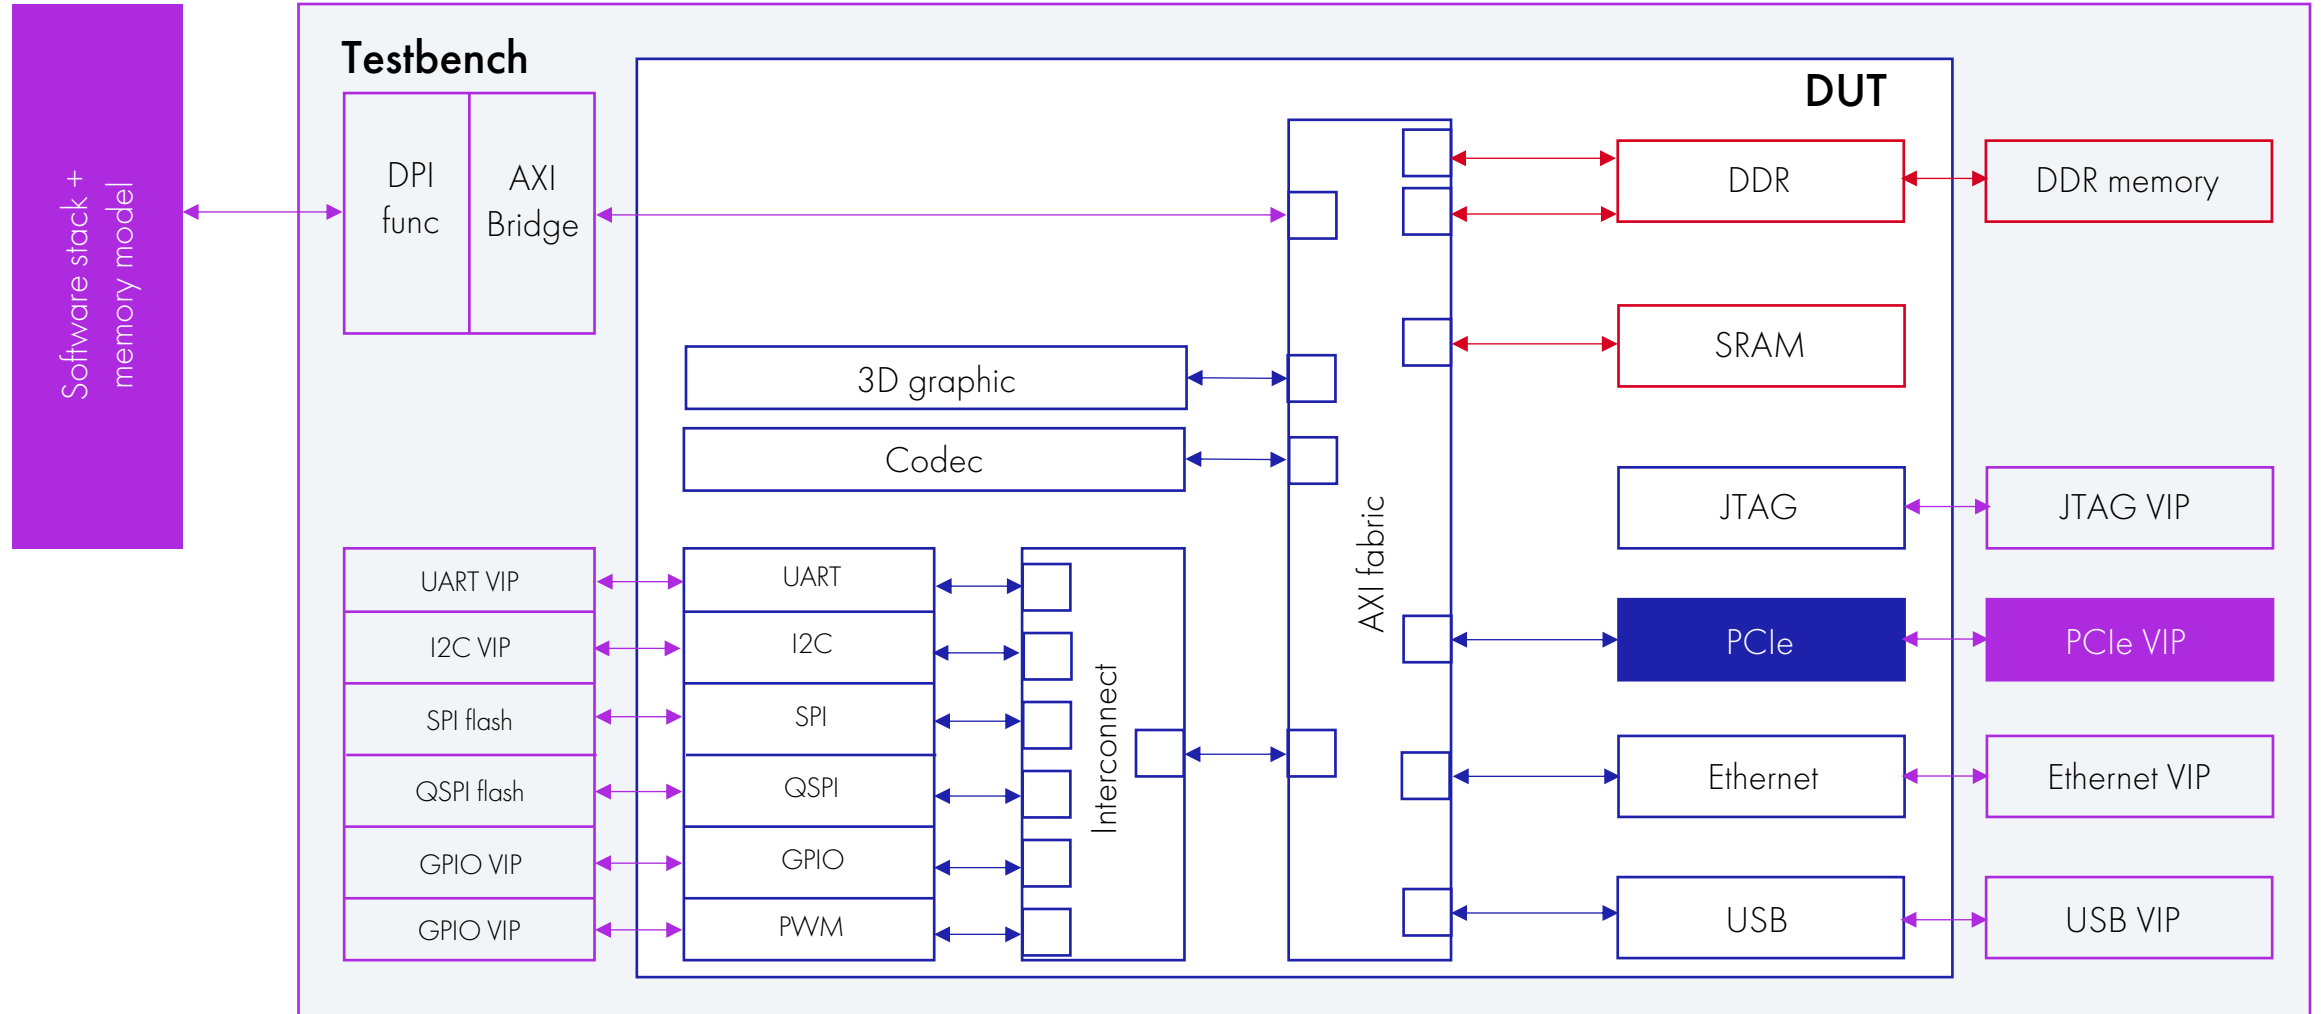 Testbench
DUT
Software stack +
memory model
DPI
func
AXI
Bridge
3D graphic
Codec
UART VIP
I2C VIP
SPI flash
QSPI flash
GPIO VIP
GPIO VIP
UART
I2C
SPI
QSPI
GPIO
PWM
Interconnect
AXI fabric
DDR
SRAM
JTAG
PCIe
Ethernet
USB
DDR memory
JTAG VIP
PCIe VIP
Ethernet VIP
USB VIP